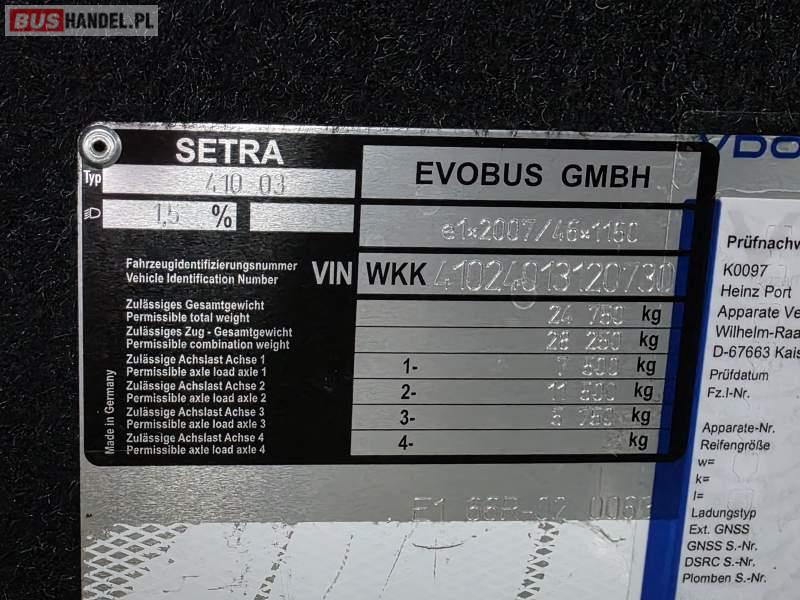 BUSHANDEL.PL
SETRA
Typ 410 03
EVOBUS GMBH
1,5 %
e1*2007/46*1150
Fahrzeugidentifizierungsnummer
Vehicle Identification Number
VIN WKK 41024013120730
Zulässiges Gesamtgewicht
Permissible total weight
24 750 kg
Zulässiges Zug - Gesamtgewicht
Permissible combination weight
28 250 kg
Zulässige Achslast Achse 1
Permissible axle load axle 1
1- 7 500 kg
Zulässige Achslast Achse 2
Permissible axle load axle 2
2- 11 500 kg
Zulässige Achslast Achse 3
Permissible axle load axle 3
3- 5 750 kg
Zulässige Achslast Achse 4
Permissible axle load axle 4
4- kg
Made in Germany
E1 66R-02
VDO
Prüfnachw
K0097
Heinz Port
Apparate Ve
Wilhelm-Raa
D-67663 Kais
Prüfdatum
Fz.I-Nr.
Apparate-Nr.
Reifengröße
w=
k=
l=
Ladungstyp
Ext. GNSS
GNSS S.-Nr.
DSRC S.-Nr.
Plomben S.-Nr.